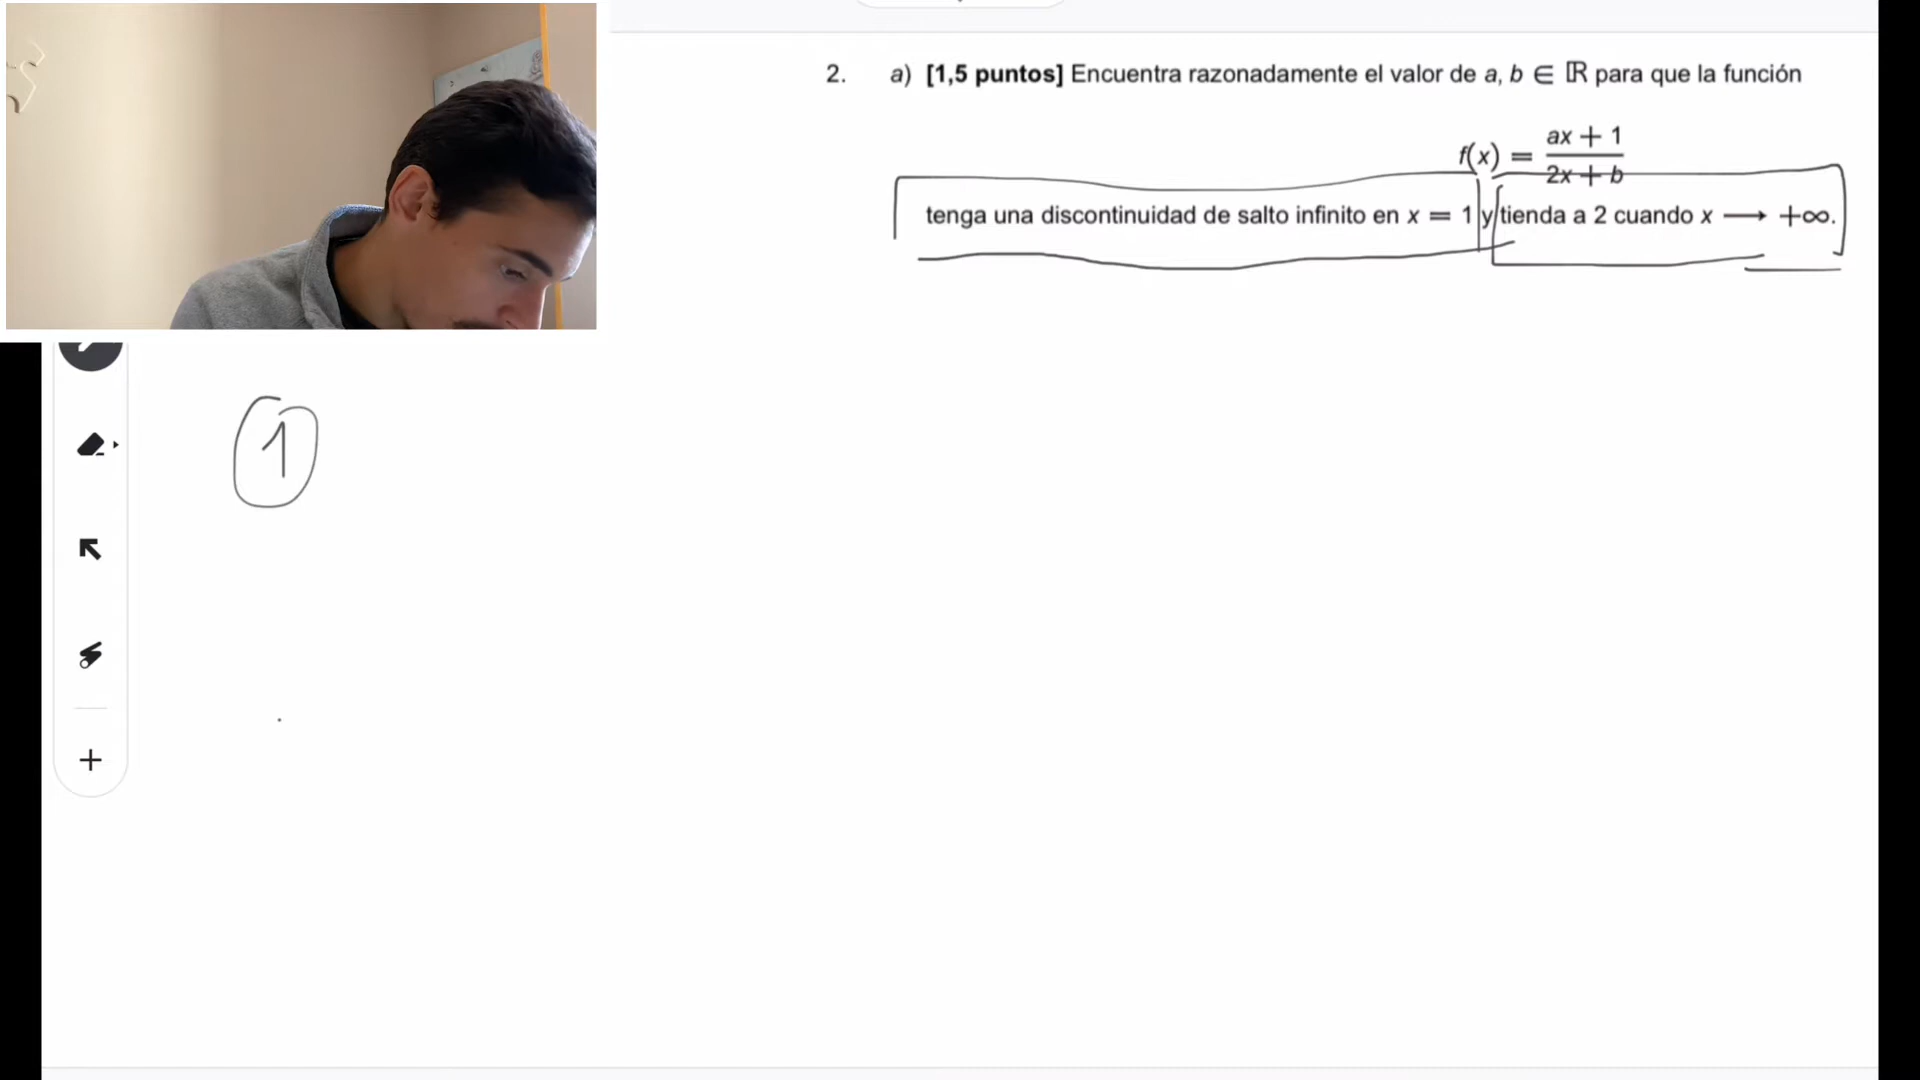 2. a) [1,5 puntos] Encuentra razonadamente el valor de a, b ∈ ℝ para que la función
f(x) = (ax + 1)/(2x + b)
tenga una discontinuidad de salto infinito en x = 1 y tienda a 2 cuando x ⟶ +∞.
1